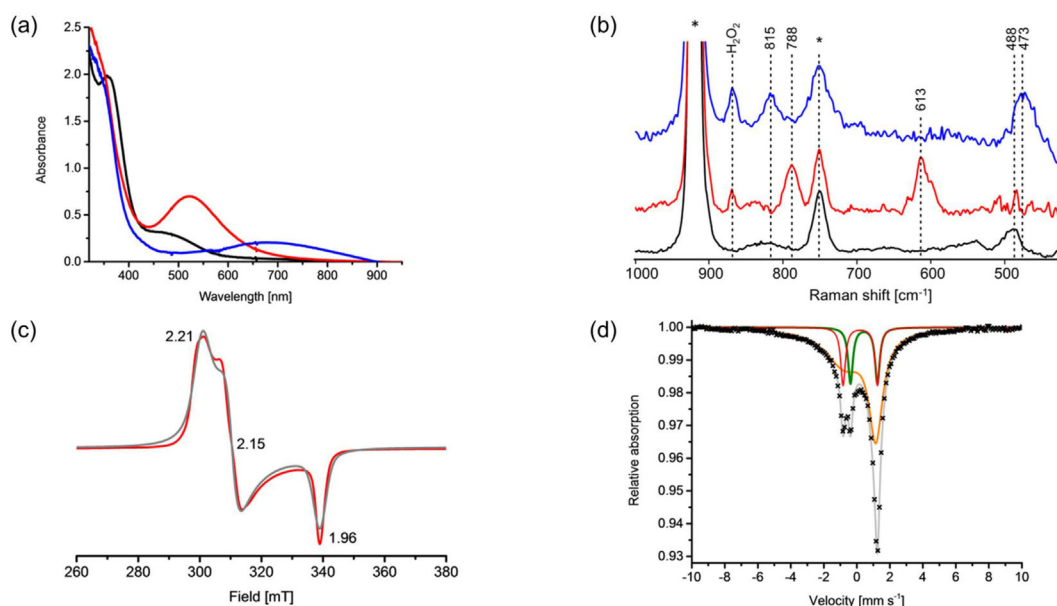 (a)
2.5
2.0
1.5
1.0
0.5
0.0
Absorbance
400 500 600 700 800 900
Wavelength [nm]
(b)
* H₂O₂ 815 788 * 613 488 473
1000 900 800 700 600 500
Raman shift [cm⁻¹]
(c)
2.21
2.15
1.96
260 280 300 320 340 360 380
Field [mT]
(d)
1.00
0.99
0.98
0.97
0.96
0.95
0.94
0.93
Relative absorption
-10 -8 -6 -4 -2 0 2 4 6 8 10
Velocity [mm s⁻¹]